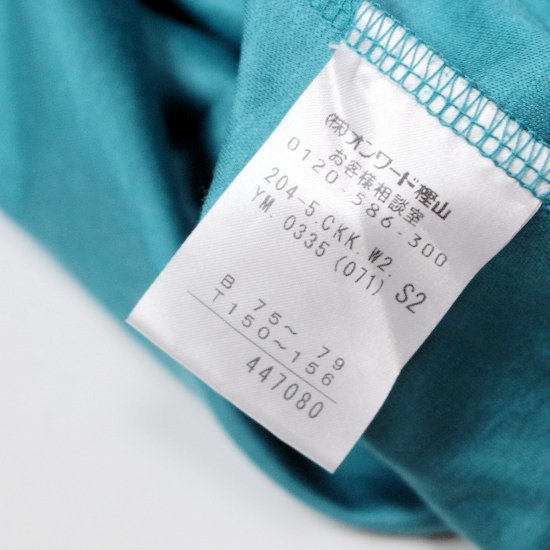 (株)オンワード樫山
お客様相談室
0120-586-300
204-5.CKK.W2.S2
YM. 0335 (071)
B 75～ 79
T150～156
447080